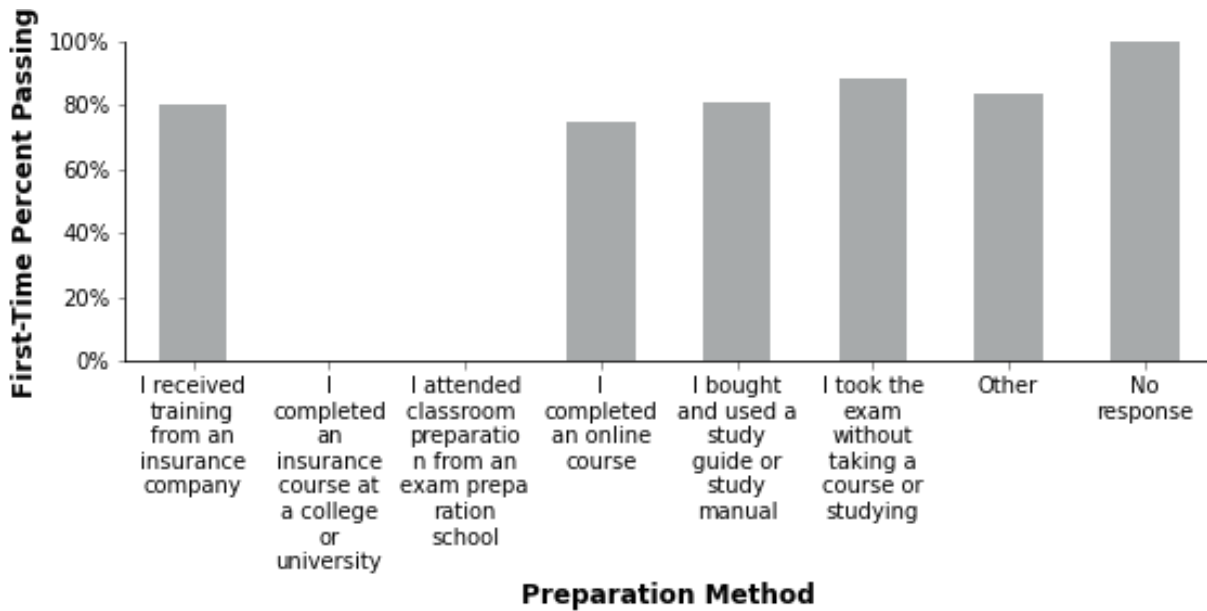 First-Time Percent Passing
100%
80%
60%
40%
20%
0%
I received
training
from an
insurance
company
I
completed
an
insurance
course at
a college
or
university
I attended
classroom
preparatio
n from an
exam prepa
ration
school
I
completed
an online
course
I bought
and used a
study
guide or
study
manual
I took the
exam
without
taking a
course or
studying
Other
No
response
Preparation Method